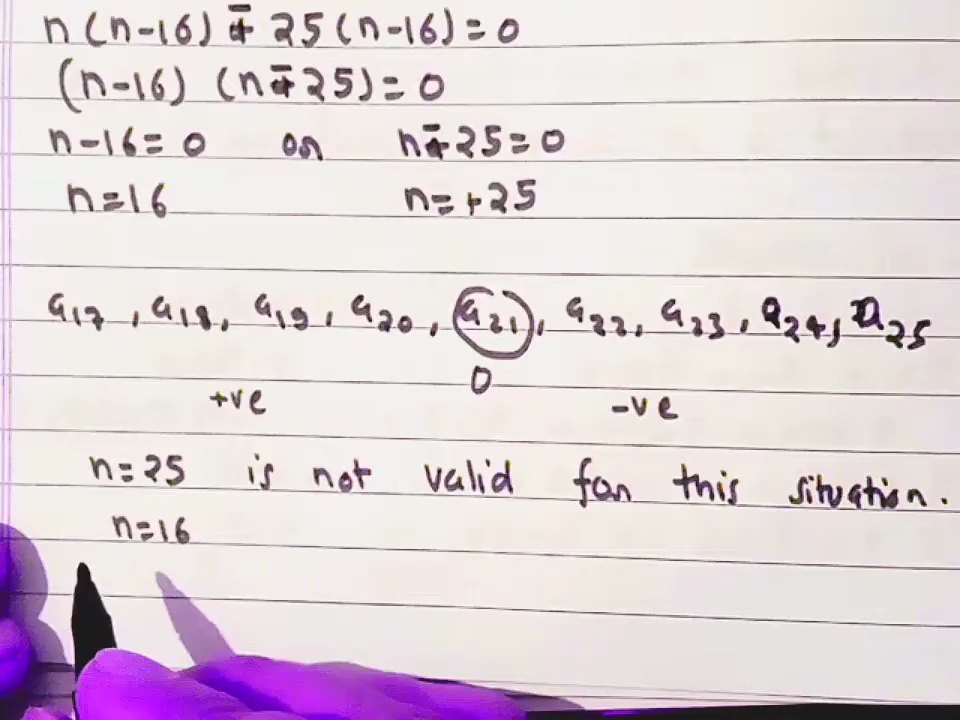 n(n-16) - 25(n-16)=0
(n-16) (n-25)=0
n-16=0 or n-25=0
n=16 n=+25
a17, a18, a19, a20, a21, a22, a23, a24, a25
0
+ve -ve
n=25 is not valid for this situation.
n=16